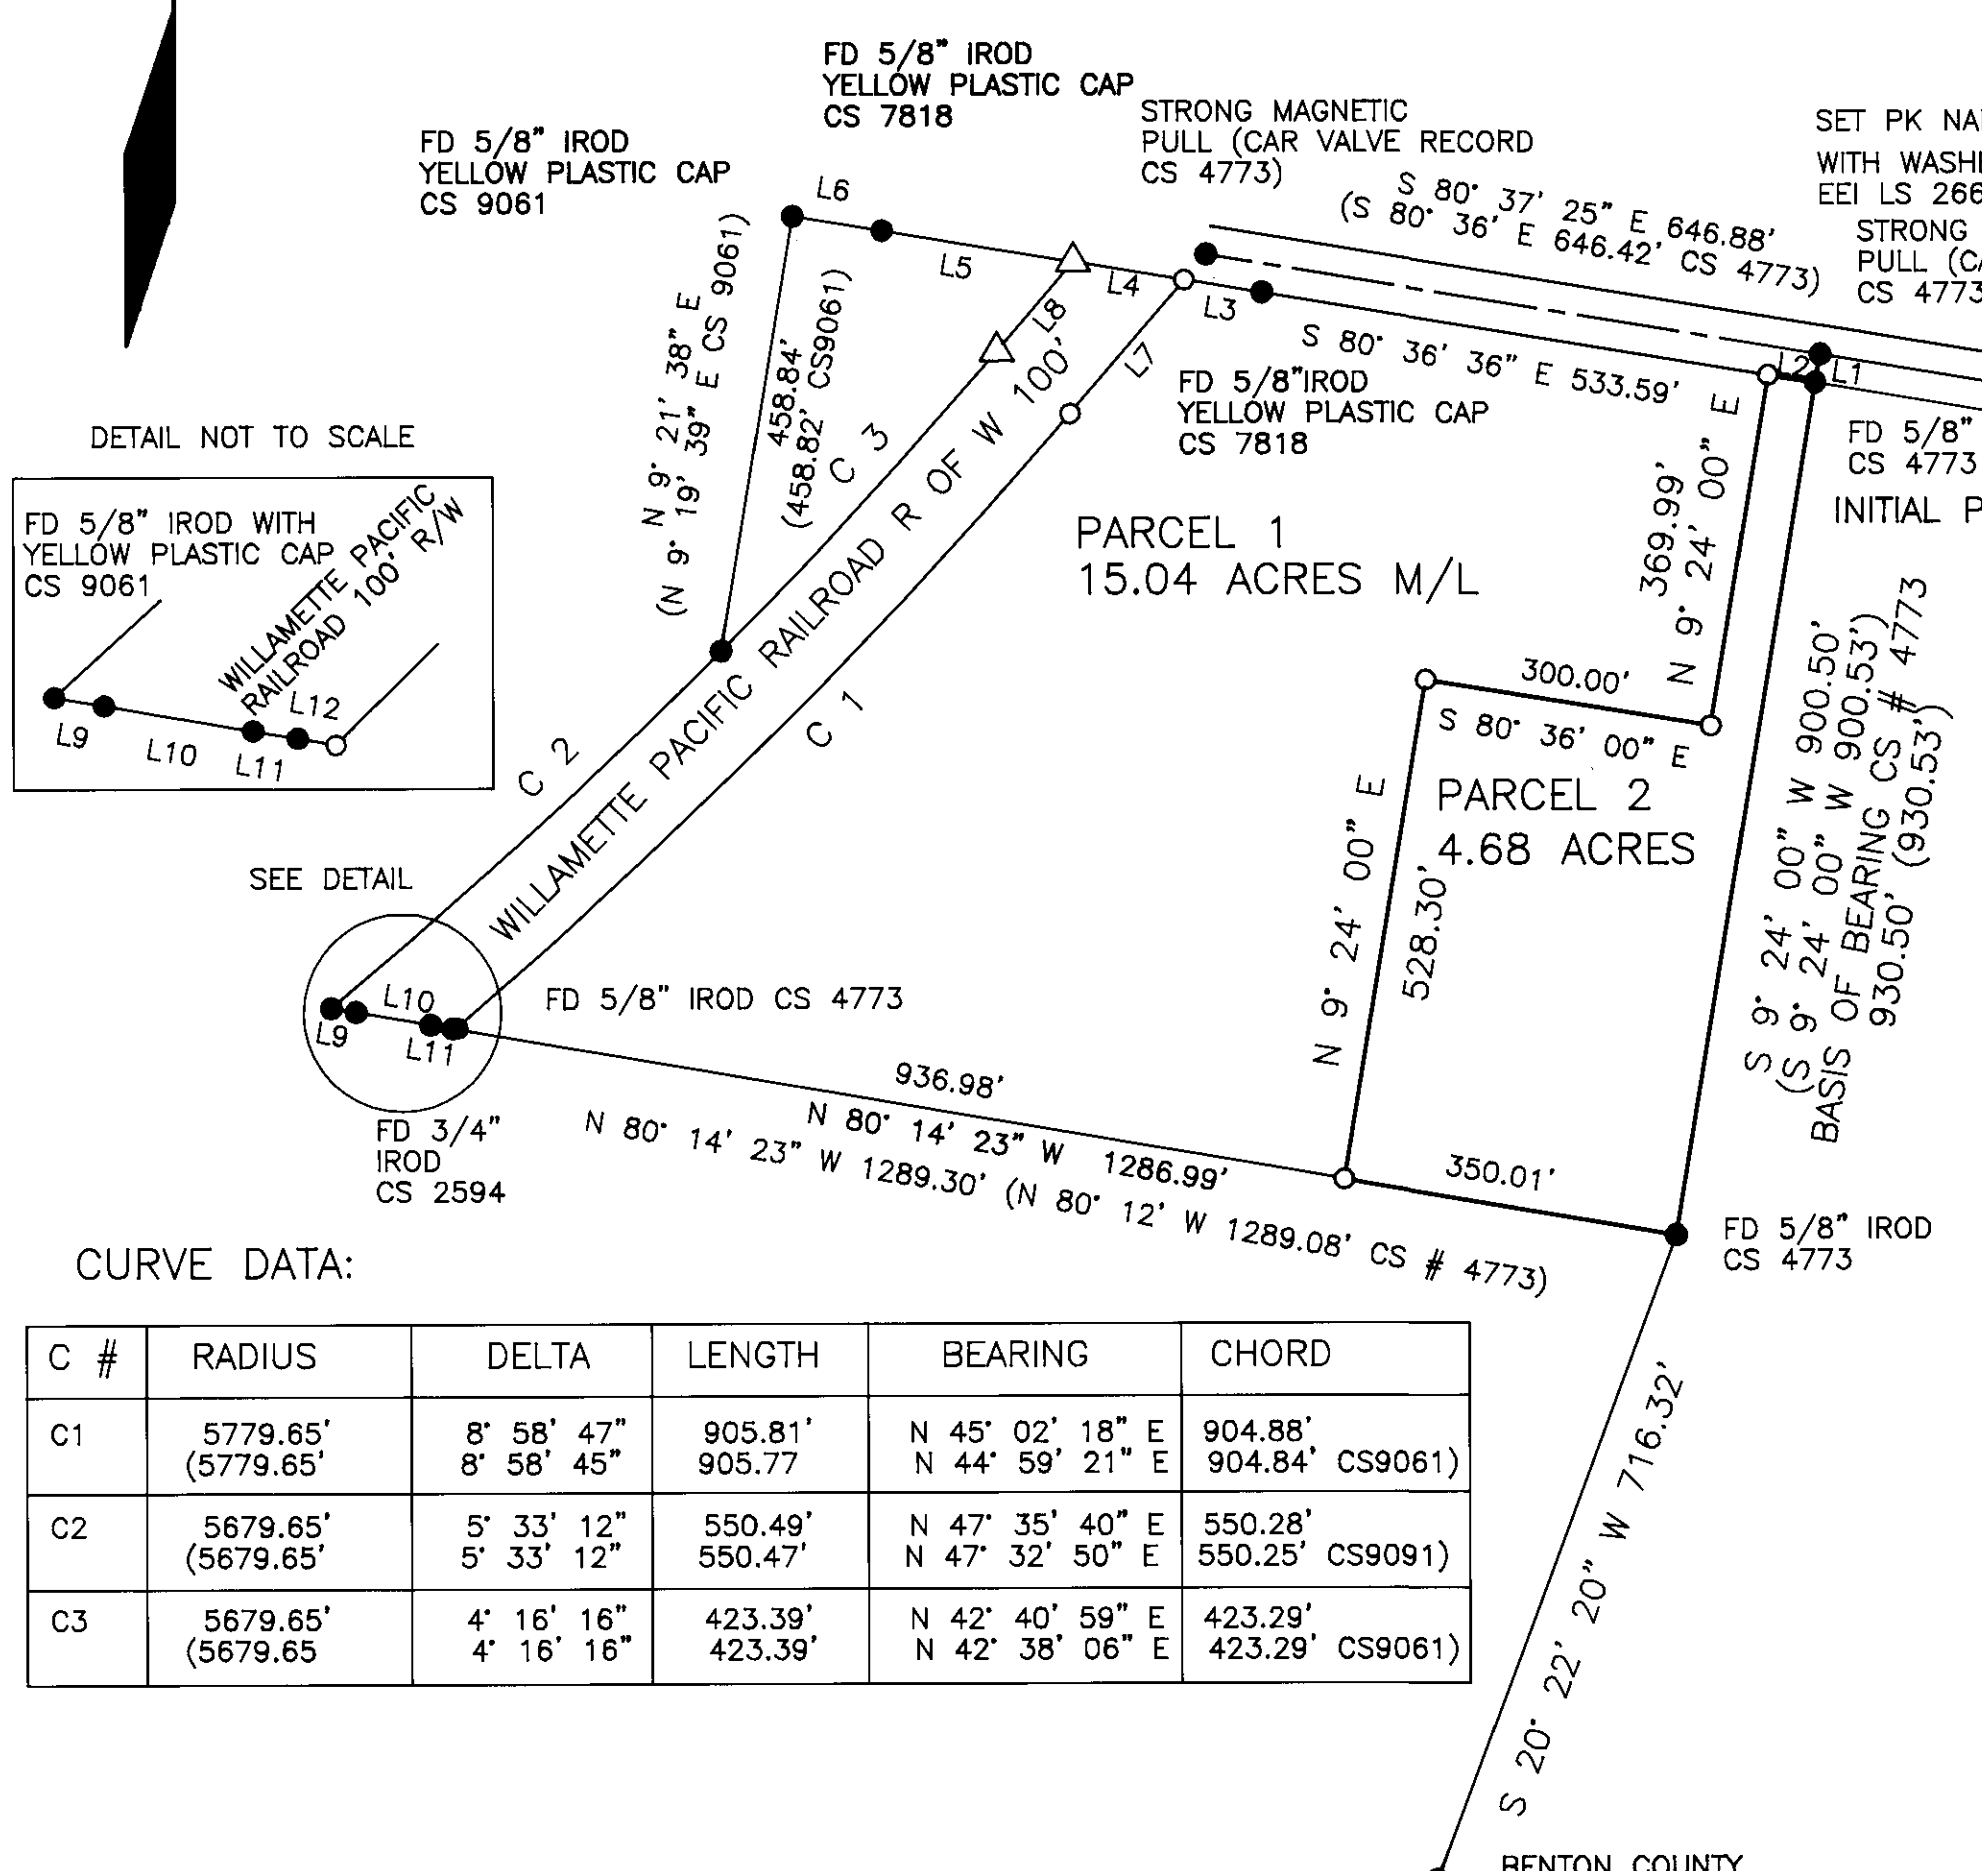 FD 5/8" IROD
YELLOW PLASTIC CAP
CS 7818
FD 5/8" IROD
YELLOW PLASTIC CAP
CS 9061
STRONG MAGNETIC
PULL (CAR VALVE RECORD
CS 4773)
S 80° 37' 25" E 646.88'
(S 80° 36' E 646.42' CS 4773)
SET PK NAI
WITH WASH
EEI LS 266
STRONG
PULL (CA
CS 4773
L6
L5
L4
L3
L8
L7
L2
L1
S 80° 36' 36" E 533.59'
FD 5/8"IROD
YELLOW PLASTIC CAP
CS 7818
FD 5/8"
CS 4773
INITIAL P
N 9° 21' 38" E
(N 9° 19' 39" E CS 9061)
458.84'
(458.82' CS9061)
C 3
WILLAMETTE PACIFIC RAILROAD R OF W 100'
C 1
C 2
DETAIL NOT TO SCALE
FD 5/8" IROD WITH
YELLOW PLASTIC CAP
CS 9061
WILLAMETTE PACIFIC
RAILROAD 100' R/W
L9
L10
L11
L12
PARCEL 1
15.04 ACRES M/L
369.99'
N 9° 24' 00" E
300.00'
S 80° 36' 00" E
PARCEL 2
4.68 ACRES
N 9° 24' 00" E
528.30'
S 9° 24' 00" W 900.50'
(S 9° 24' 00" W 900.53')
BASIS OF BEARING CS # 4773
930.50' (930.53')
SEE DETAIL
L10
L9
L11
FD 5/8" IROD CS 4773
FD 3/4"
IROD
CS 2594
936.98'
N 80° 14' 23" W 1286.99'
N 80° 14' 23" W 1289.30' (N 80° 12' W 1289.08' CS # 4773)
350.01'
FD 5/8" IROD
CS 4773
S 20° 22' 20" W 716.32'
CURVE DATA:
C # RADIUS DELTA LENGTH BEARING CHORD
C1 5779.65' 8° 58' 47" 905.81' N 45° 02' 18" E 904.88'
(5779.65' 8° 58' 45" 905.77 N 44° 59' 21" E 904.84' CS9061)
C2 5679.65' 5° 33' 12" 550.49' N 47° 35' 40" E 550.28'
(5679.65' 5° 33' 12" 550.47' N 47° 32' 50" E 550.25' CS9091)
C3 5679.65' 4° 16' 16" 423.39' N 42° 40' 59" E 423.29'
(5679.65 4° 16' 16" 423.39' N 42° 38' 06" E 423.29' CS9061)
BENTON COUNTY